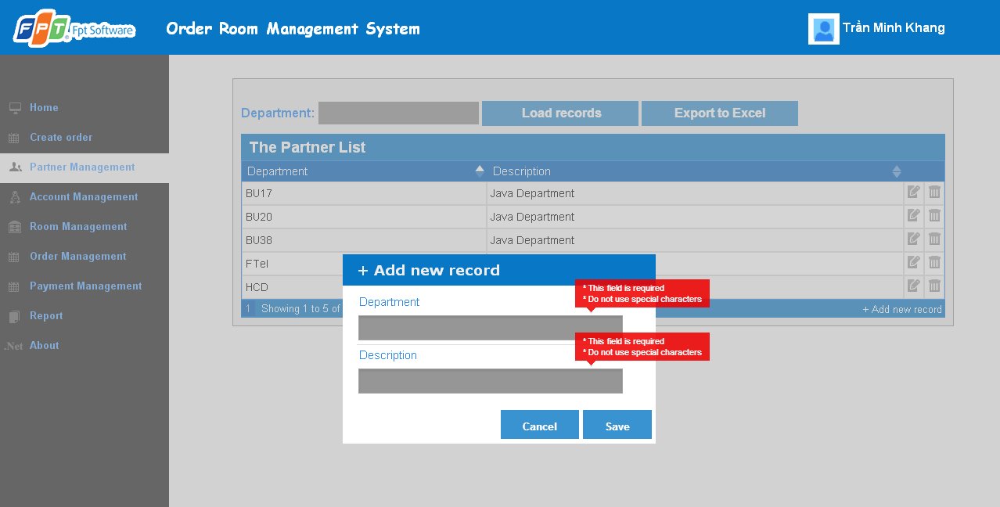 FPT Fpt Software
Order Room Management System
Trần Minh Khang
Home
Create order
Partner Management
Account Management
Room Management
Order Management
Payment Management
Report
.Net About
Department: Load records Export to Excel
The Partner List
Department Description
BU17 Java Department
BU20 Java Department
BU38 Java Department
FTel
HCD
1 Showing 1 to 5 of
+ Add new record
+ Add new record
* This field is required
* Do not use special characters
Department
* This field is required
* Do not use special characters
Description
Cancel Save